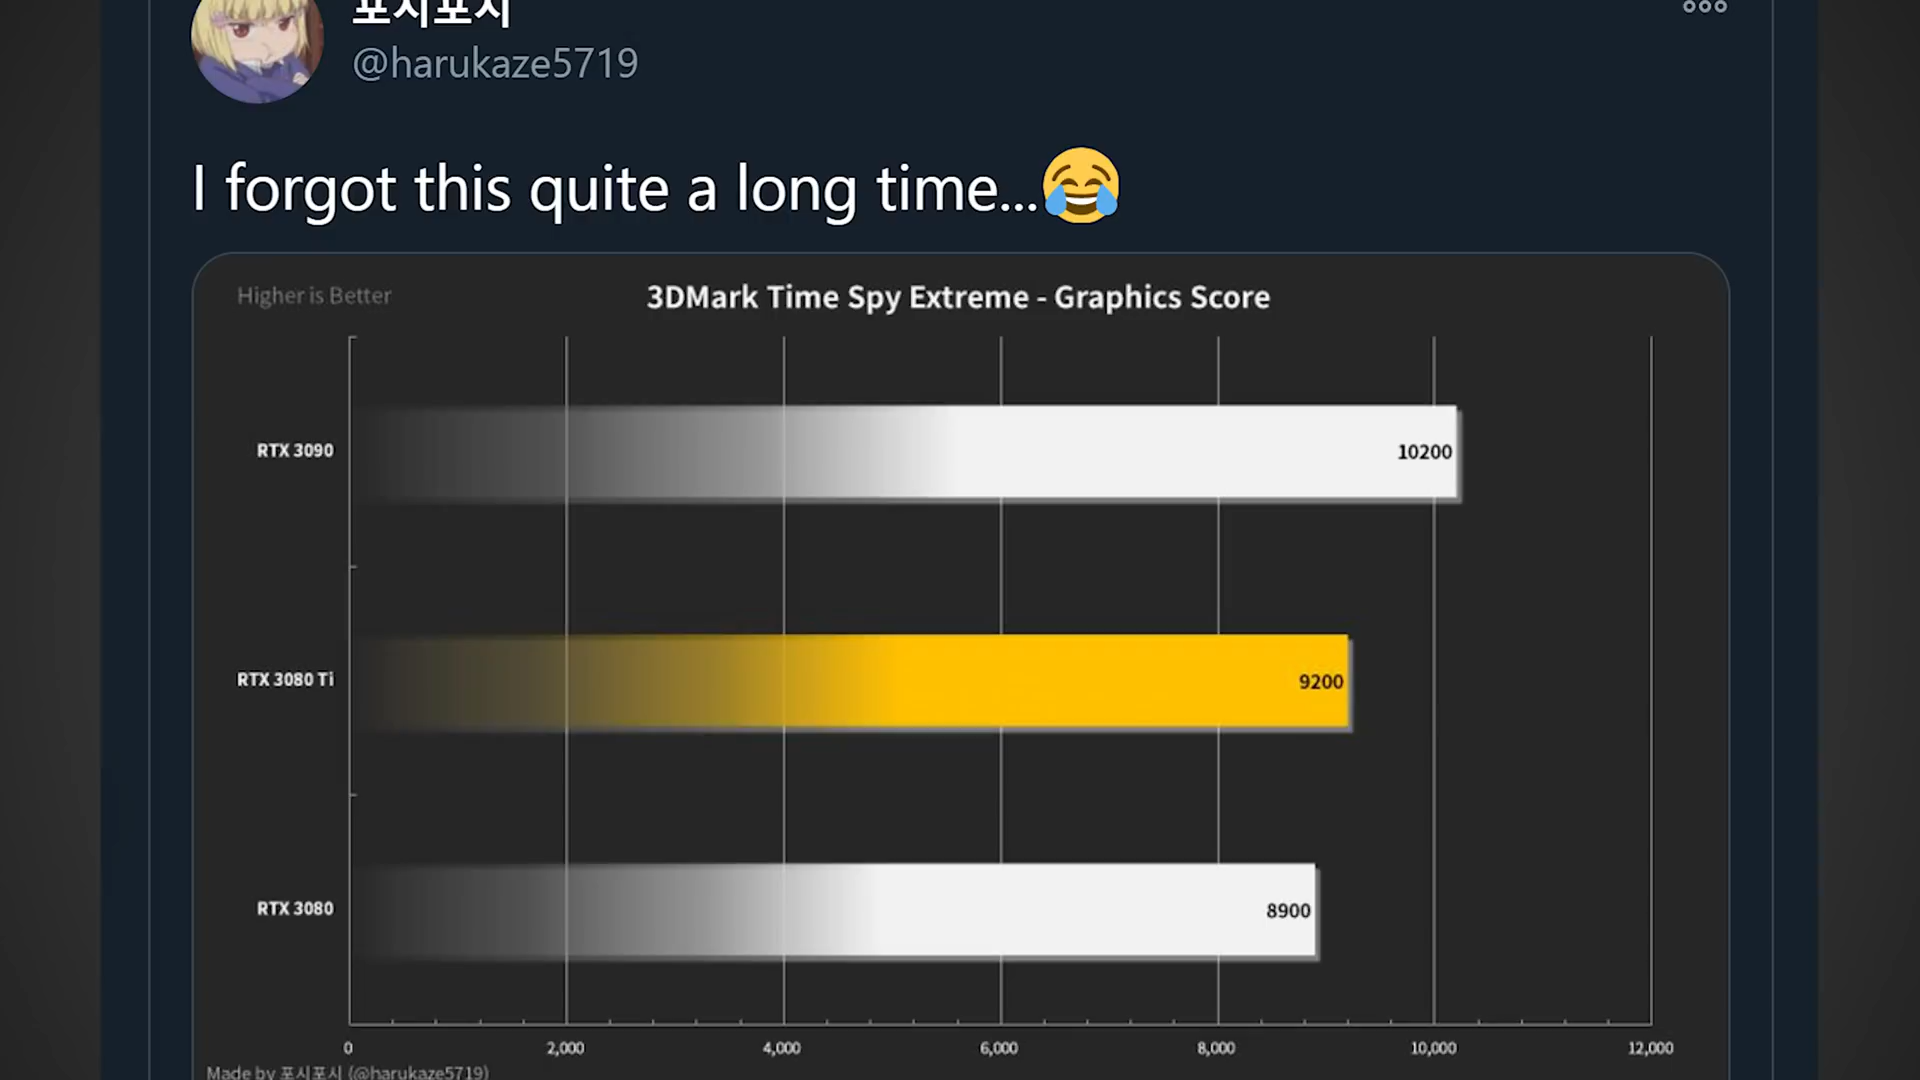 포시포시
@harukaze5719
I forgot this quite a long time...😂
Higher is Better
3DMark Time Spy Extreme - Graphics Score
RTX 3090
10200
RTX 3080 Ti
9200
RTX 3080
8900
0 2,000 4,000 6,000 8,000 10,000 12,000
Made by 포시포시 (@harukaze5719)